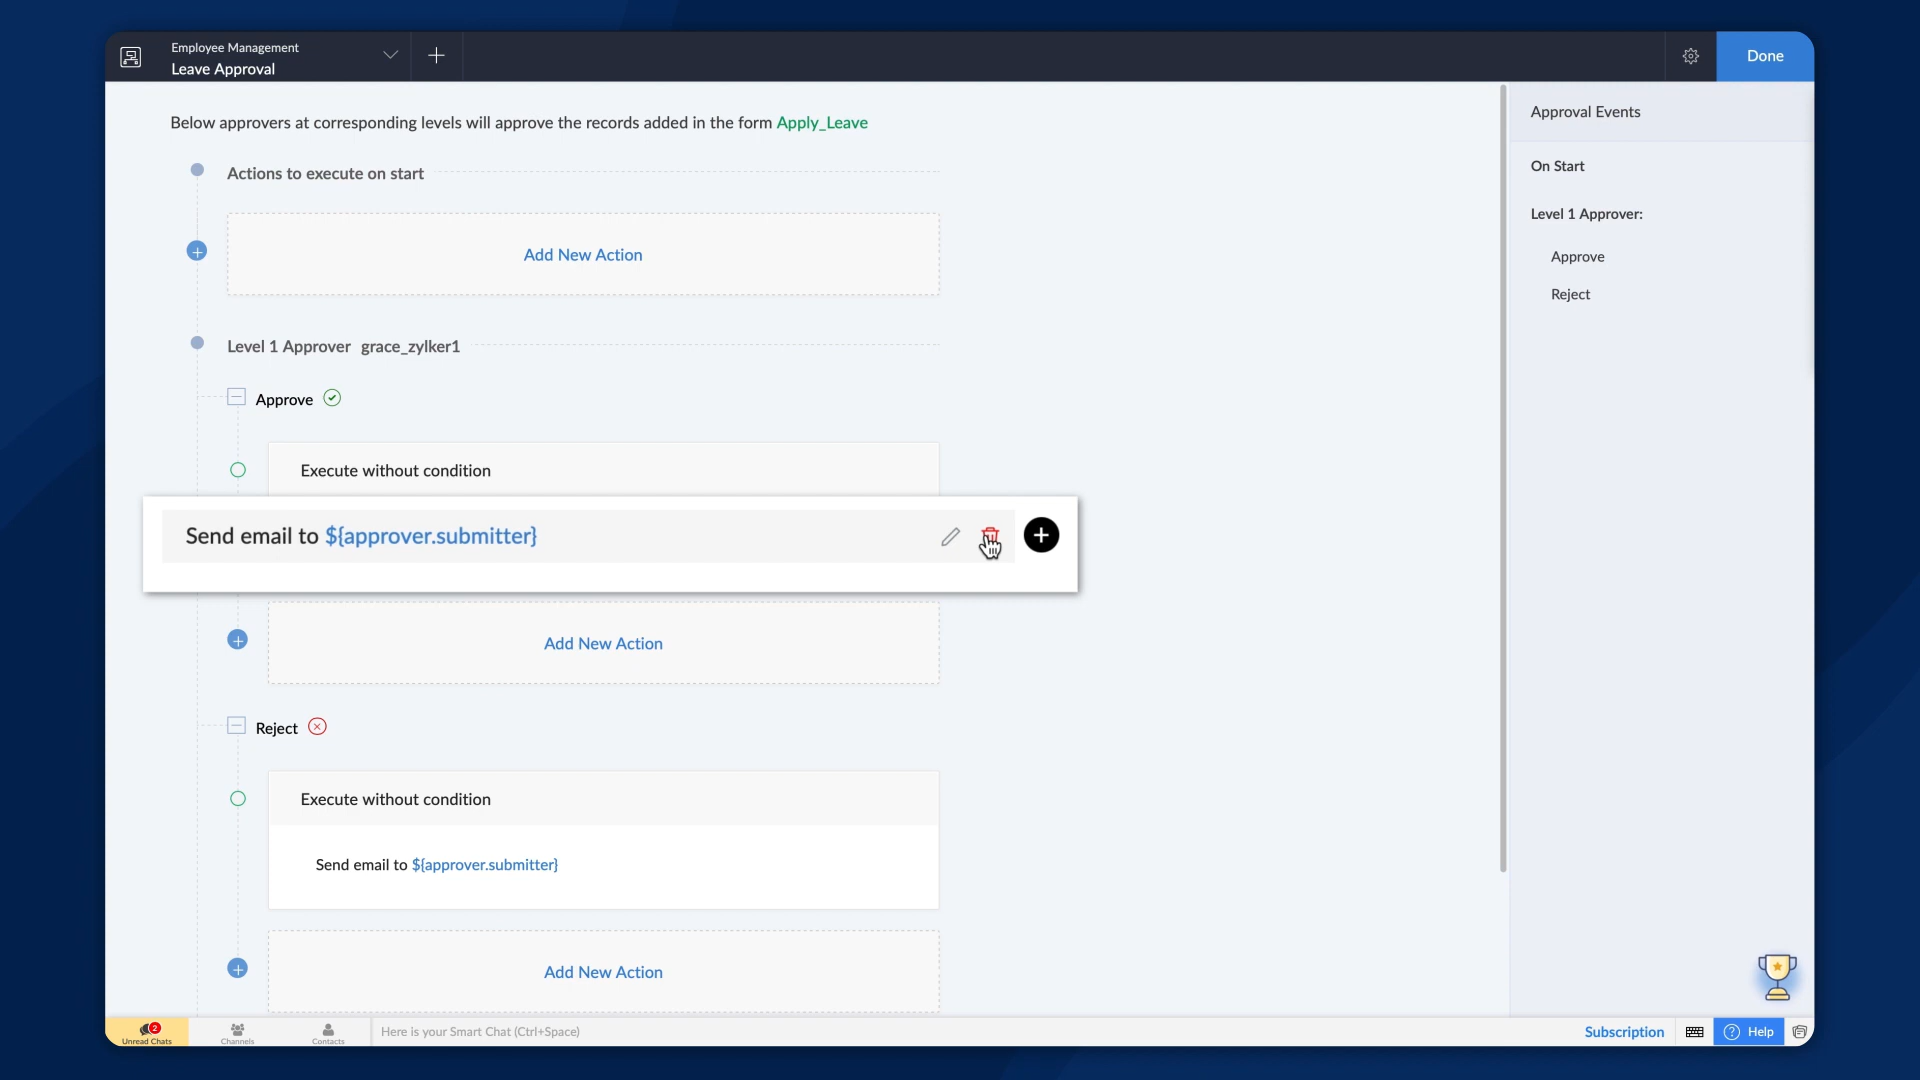 Employee Management
Leave Approval
Done
Below approvers at corresponding levels will approve the records added in the form Apply_Leave
Actions to execute on start
Add New Action
Level 1 Approver grace_zylker1
Approve
Execute without condition
Send email to ${approver.submitter}
Add New Action
Reject
Execute without condition
Send email to ${approver.submitter}
Add New Action
Approval Events
On Start
Level 1 Approver:
Approve
Reject
2
Unread Chats
Channels
Contacts
Here is your Smart Chat (Ctrl+Space)
Subscription
Help